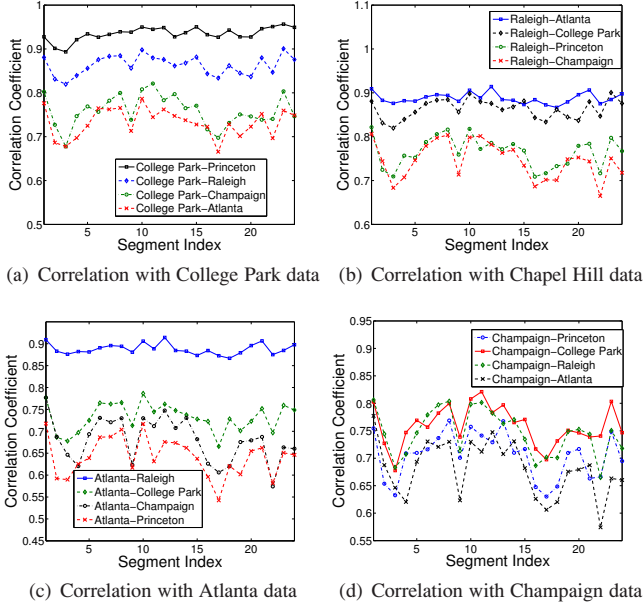 1
0.9
0.8
0.7
0.6
0.5
Correlation Coefficient
College Park−Princeton
College Park−Raleigh
College Park−Champaign
College Park−Atlanta
5 10 15 20
Segment Index
(a) Correlation with College Park data
1.1
1
0.9
0.8
0.7
0.6
Correlation Coefficient
Raleigh−Atlanta
Raleigh−College Park
Raleigh−Princeton
Raleigh−Champaign
5 10 15 20
Segment Index
(b) Correlation with Chapel Hill data
0.9
0.85
0.8
0.75
0.7
0.65
0.6
0.55
0.5
0.45
Correlation Coefficient
Atlanta−Raleigh
Atlanta−College Park
Atlanta−Champaign
Atlanta−Princeton
5 10 15 20
Segment Index
(c) Correlation with Atlanta data
0.95
0.9
0.85
0.8
0.75
0.7
0.65
0.6
0.55
Correlation Coefficient
Champaign−Princeton
Champaign−College Park
Champaign−Raleigh
Champaign−Atlanta
5 10 15 20
Segment Index
(d) Correlation with Champaign data